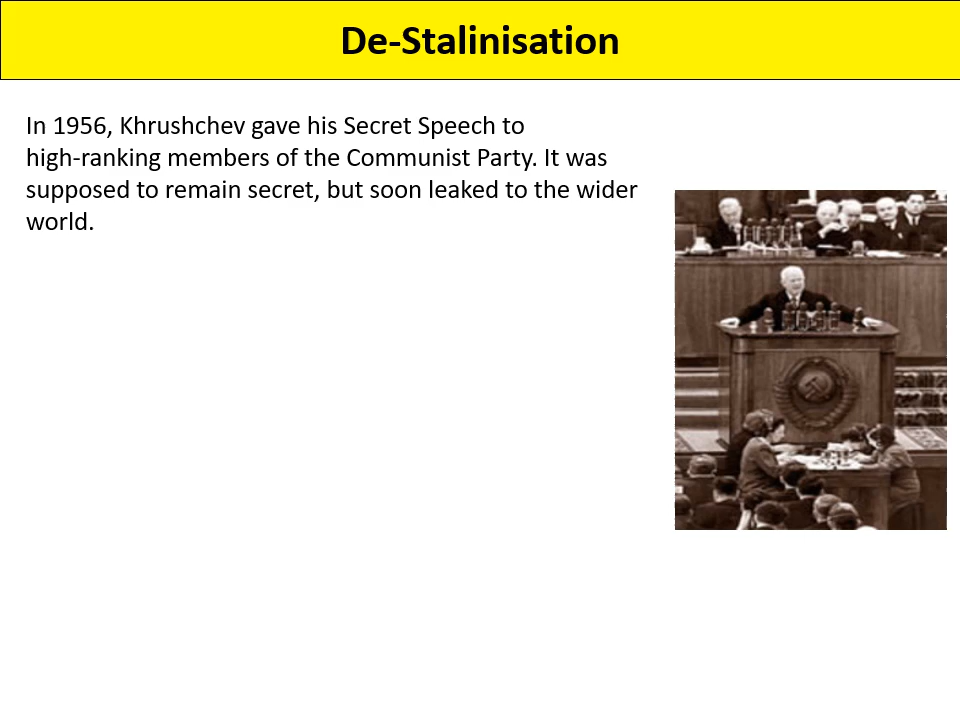 De-Stalinisation
In 1956, Khrushchev gave his Secret Speech to
high-ranking members of the Communist Party. It was
supposed to remain secret, but soon leaked to the wider
world.